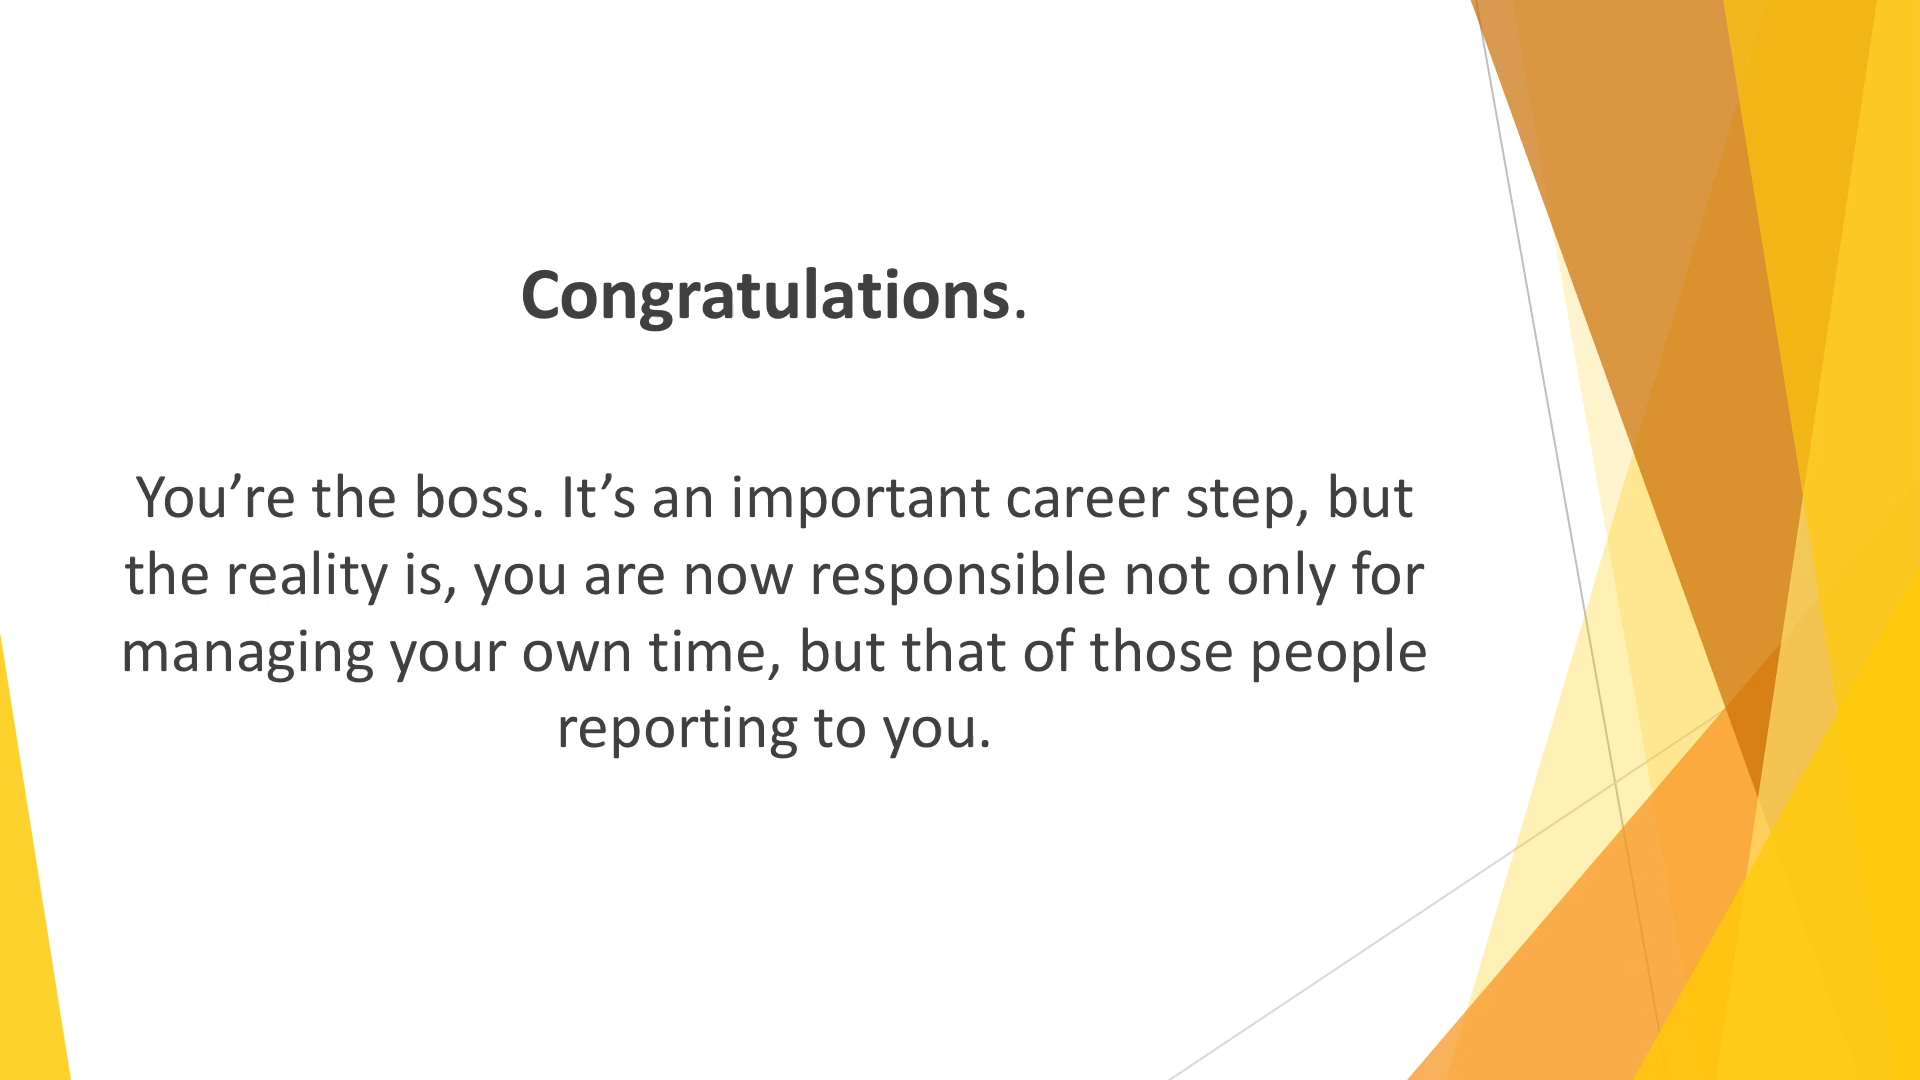 Congratulations.
You’re the boss. It’s an important career step, but
the reality is, you are now responsible not only for
managing your own time, but that of those people
reporting to you.